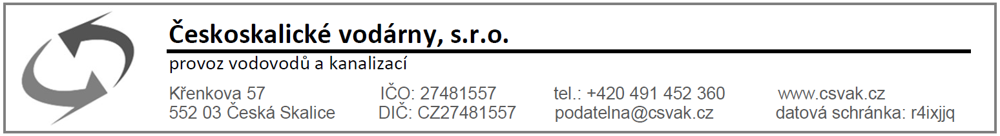 Českoskalické vodárny, s.r.o.
provoz vodovodů a kanalizací
Křenkova 57 IČO: 27481557 tel.: +420 491 452 360 www.csvak.cz
552 03 Česká Skalice DIČ: CZ27481557 podatelna@csvak.cz datová schránka: r4ixjjq